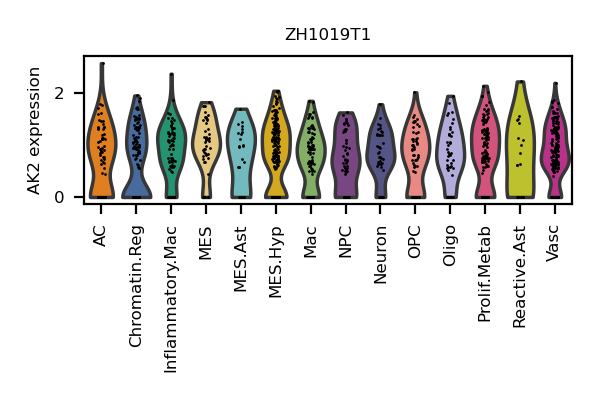 ZH1019T1
AK2 expression
2
0
AC
Chromatin.Reg
Inflammatory.Mac
MES
MES.Ast
MES.Hyp
Mac
NPC
Neuron
OPC
Oligo
Prolif.Metab
Reactive.Ast
Vasc